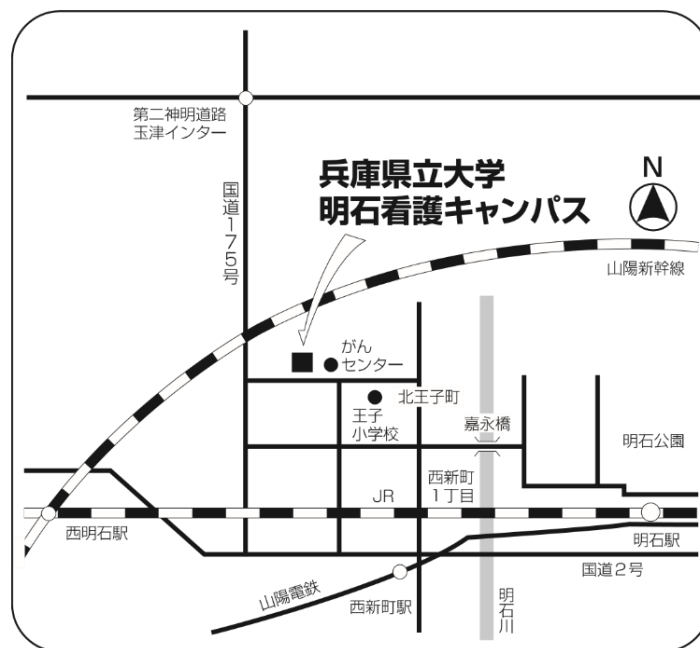 第二神明道路
玉津インター
国道175号
兵庫県立大学
明石看護キャンパス
N
山陽新幹線
がん
センター
北王子町
王子
小学校
嘉永橋
明石公園
西新町
1丁目
JR
西明石駅
明石駅
国道2号
山陽電鉄
西新町駅
明石川